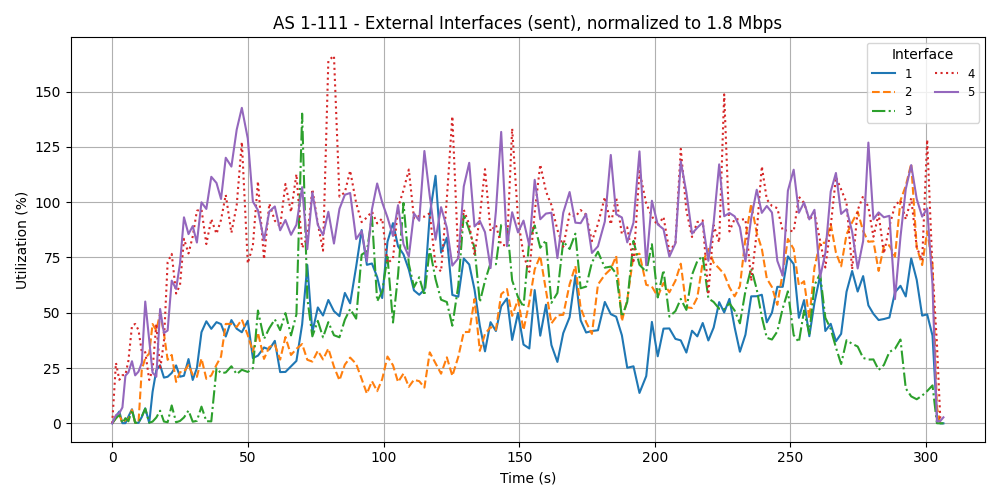 AS 1-111 - External Interfaces (sent), normalized to 1.8 Mbps
Utilization (%)
150
125
100
75
50
25
0
0 50 100 150 200 250 300
Time (s)
Interface
1 4
2 5
3